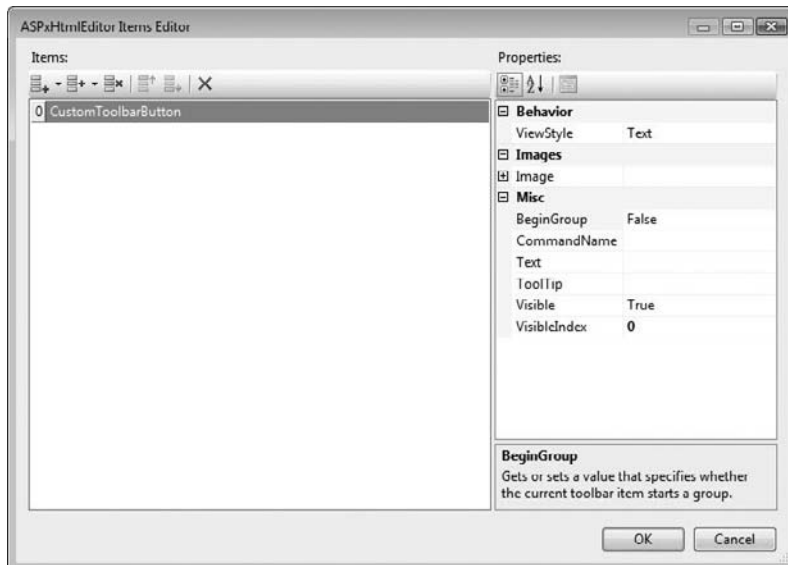 ASPxHtmlEditor Items Editor
Items:
Properties:
0 CustomToolbarButton
Behavior
ViewStyle Text
Images
Image
Misc
BeginGroup False
CommandName
Text
ToolTip
Visible True
VisibleIndex 0
BeginGroup
Gets or sets a value that specifies whether
the current toolbar item starts a group.
OK Cancel